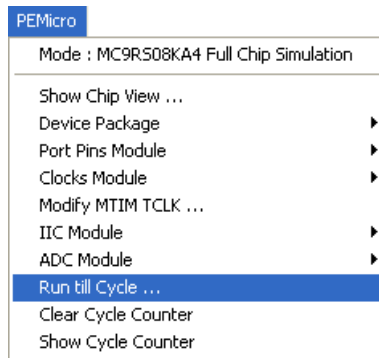 PEMicro
Mode : MC9RS08KA4 Full Chip Simulation
Show Chip View ...
Device Package
Port Pins Module
Clocks Module
Modify MTIM TCLK ...
IIC Module
ADC Module
Run till Cycle ...
Clear Cycle Counter
Show Cycle Counter